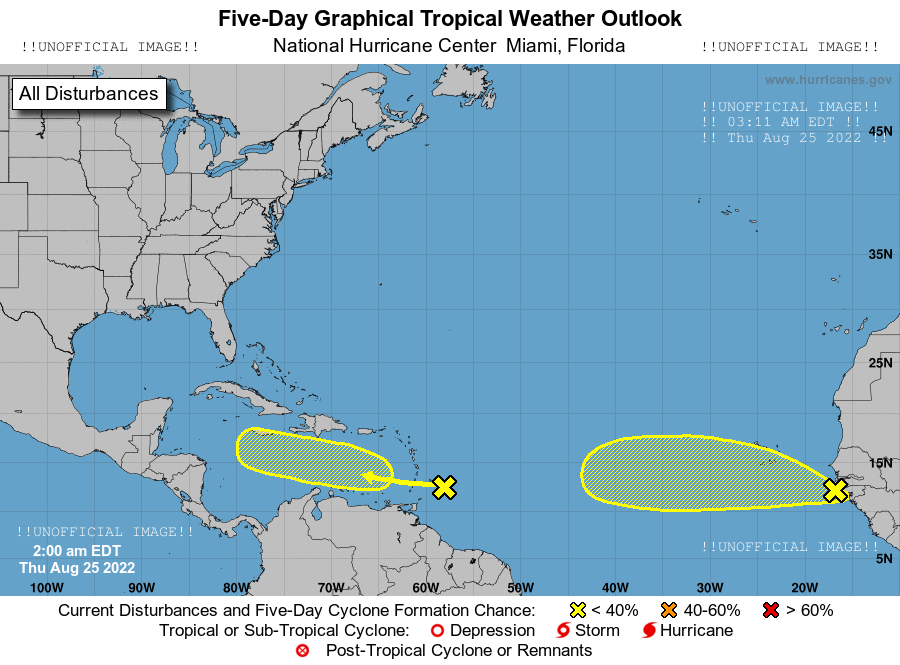 Five-Day Graphical Tropical Weather Outlook
!!UNOFFICIAL IMAGE!! National Hurricane Center  Miami, Florida !!UNOFFICIAL IMAGE!!
All Disturbances
www.hurricanes.gov
!!UNOFFICIAL IMAGE!!
!! 03:11 AM EDT !!
!! Thu Aug 25 2022 !!
45N
35N
25N
15N
!!UNOFFICIAL IMAGE!!
2:00 am EDT
Thu Aug 25 2022
!!UNOFFICIAL IMAGE!!
5N
100W 90W 80W 70W 60W 50W 40W 30W 20W
Current Disturbances and Five-Day Cyclone Formation Chance: < 40% 40-60% > 60%
Tropical or Sub-Tropical Cyclone: Depression Storm Hurricane
Post-Tropical Cyclone or Remnants